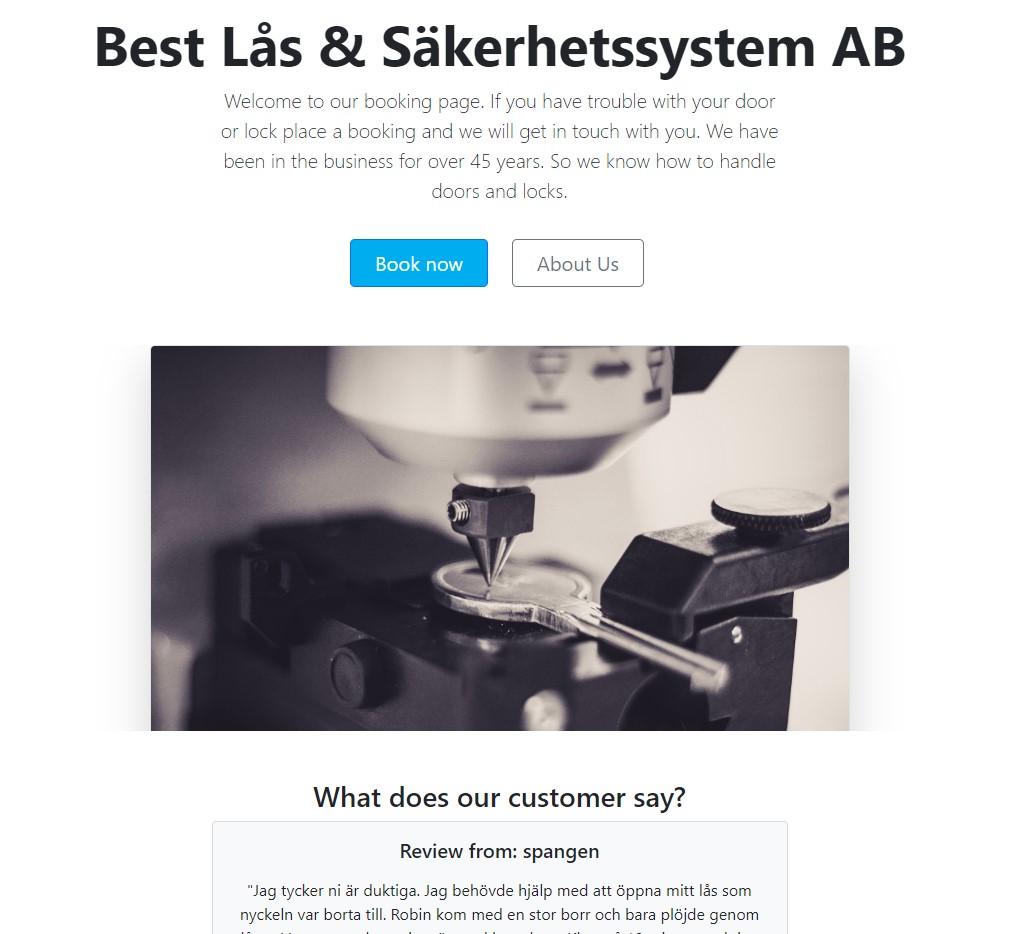 Best Lås & Säkerhetssystem AB
Welcome to our booking page. If you have trouble with your door
or lock place a booking and we will get in touch with you. We have
been in the business for over 45 years. So we know how to handle
doors and locks.
Book now
About Us
What does our customer say?
Review from: spangen
"Jag tycker ni är duktiga. Jag behövde hjälp med att öppna mitt lås som
nyckeln var borta till. Robin kom med en stor borr och bara plöjde genom